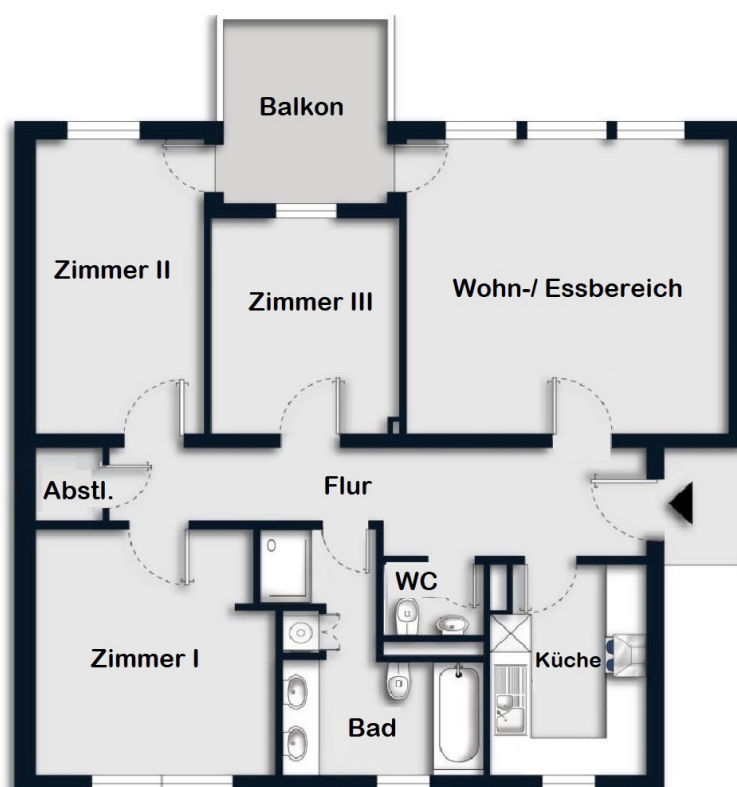 Balkon
Zimmer II
Zimmer III
Wohn-/ Essbereich
Abstl.
Flur
WC
Zimmer I
Küche
Bad